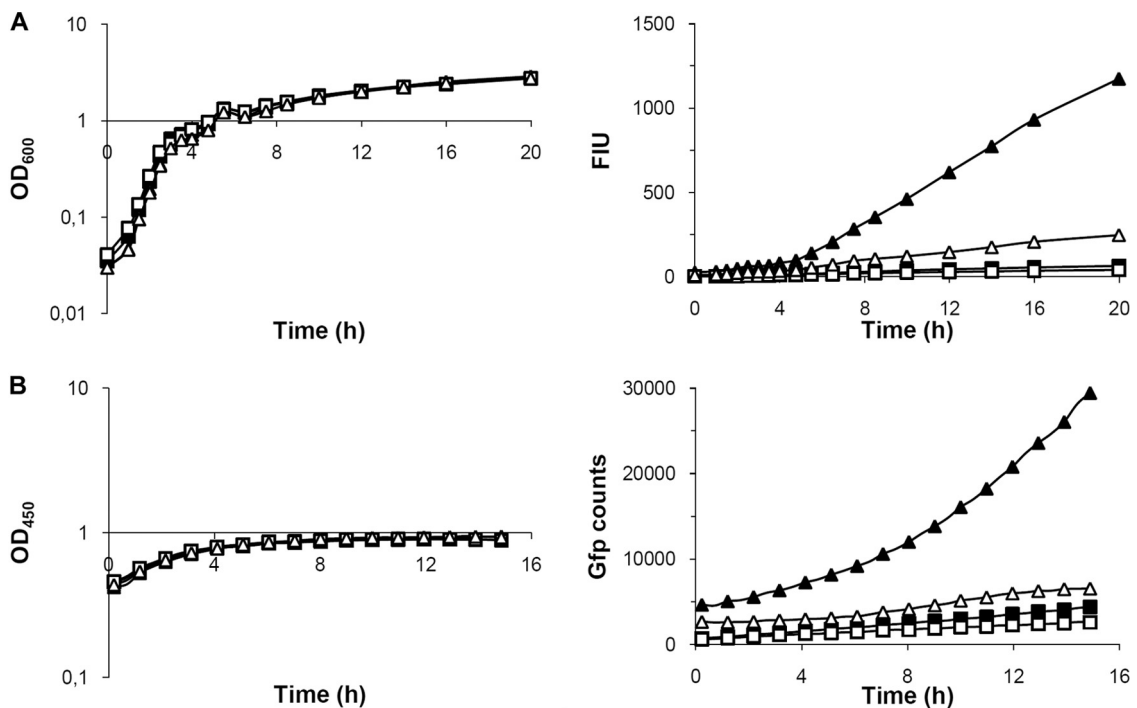 A
10
1
0,1
0,01
OD600
0 4 8 12 16 20
Time (h)
1500
1000
500
0
FIU
0 4 8 12 16 20
Time (h)
B
10
1
0,1
OD450
0 4 8 12 16
Time (h)
30000
20000
10000
0
Gfp counts
0 4 8 12 16
Time (h)